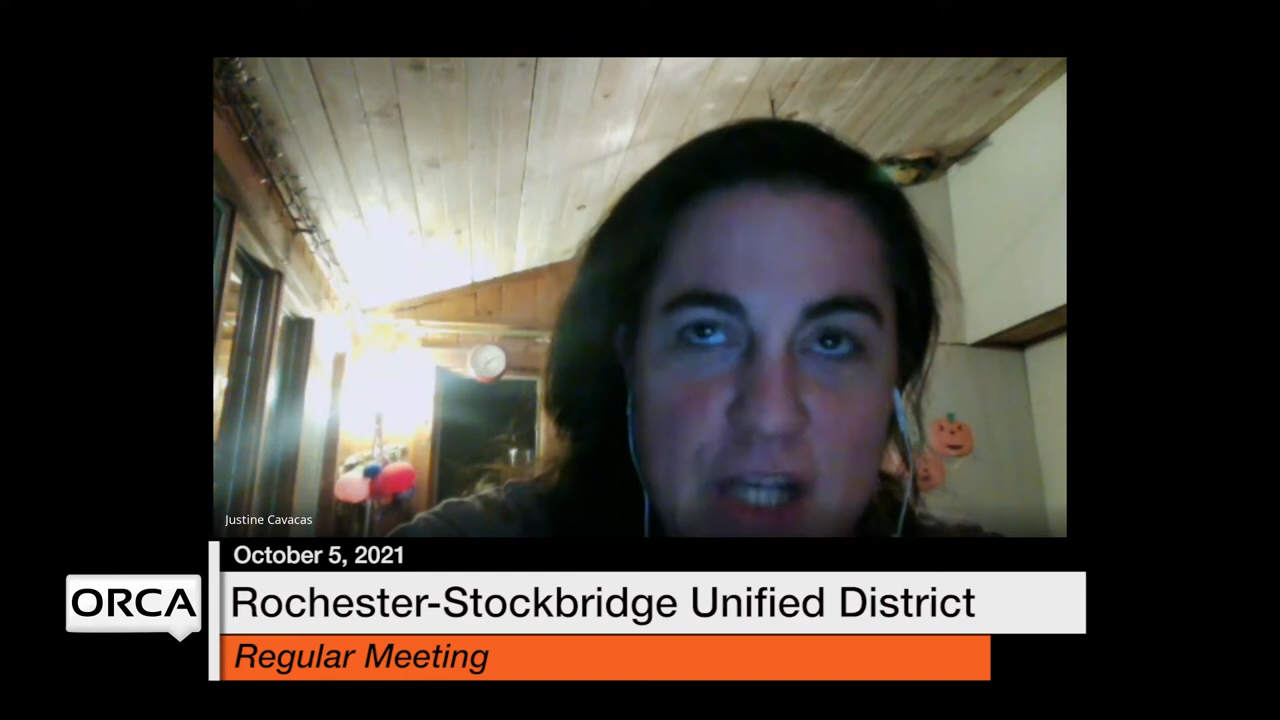 Justine Cavacas
October 5, 2021
ORCA
Rochester-Stockbridge Unified District
Regular Meeting